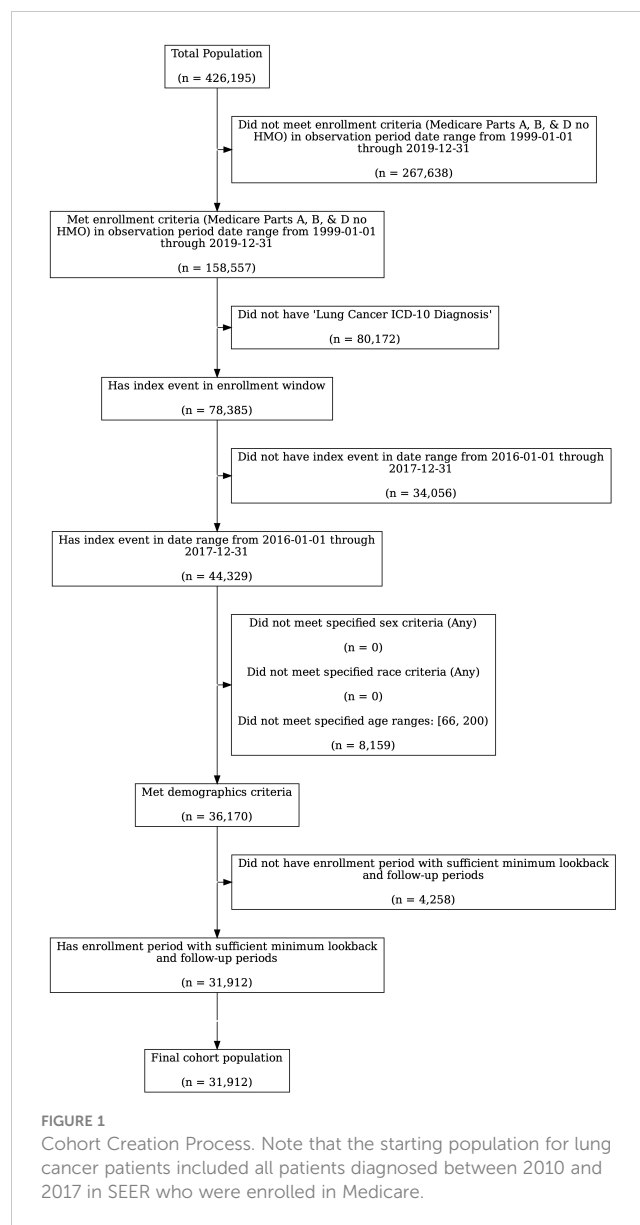 Total Population
(n = 426,195)
Did not meet enrollment criteria (Medicare Parts A, B, & D no
HMO) in observation period date range from 1999-01-01
through 2019-12-31
(n = 267,638)
Met enrollment criteria (Medicare Parts A, B, & D no
HMO) in observation period date range from 1999-01-01
through 2019-12-31
(n = 158,557)
Did not have 'Lung Cancer ICD-10 Diagnosis'
(n = 80,172)
Has index event in enrollment window
(n = 78,385)
Did not have index event in date range from 2016-01-01 through
2017-12-31
(n = 34,056)
Has index event in date range from 2016-01-01 through
2017-12-31
(n = 44,329)
Did not meet specified sex criteria (Any)
(n = 0)
Did not meet specified race criteria (Any)
(n = 0)
Did not meet specified age ranges: [66, 200)
(n = 8,159)
Met demographics criteria
(n = 36,170)
Did not have enrollment period with sufficient minimum lookback
and follow-up periods
(n = 4,258)
Has enrollment period with sufficient minimum lookback
and follow-up periods
(n = 31,912)
Final cohort population
(n = 31,912)
FIGURE 1
Cohort Creation Process. Note that the starting population for lung
cancer patients included all patients diagnosed between 2010 and
2017 in SEER who were enrolled in Medicare.